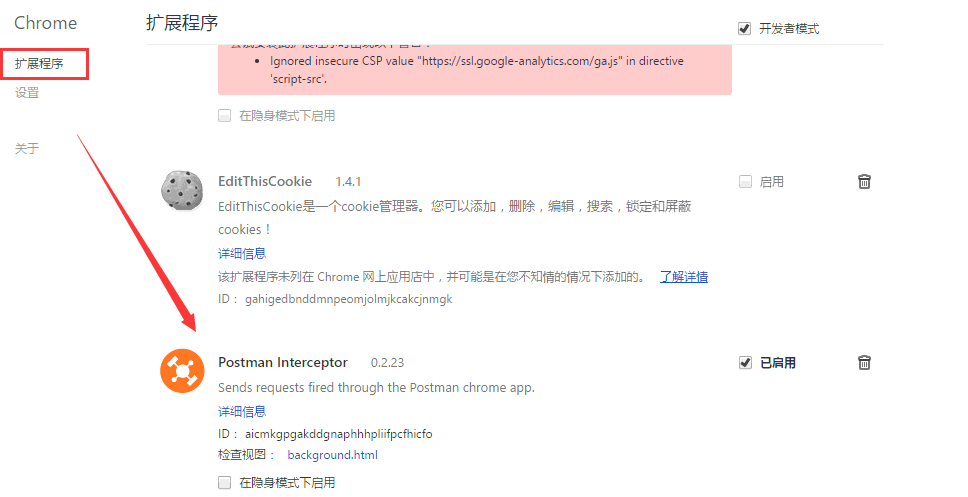 Chrome
扩展程序
开发者模式
扩展程序
Ignored insecure CSP value "https://ssl.google-analytics.com/ga.js" in directive
'script-src'.
设置
在隐身模式下启用
关于
EditThisCookie 1.4.1
启用
EditThisCookie是一个cookie管理器。您可以添加，删除，编辑，搜索，锁定和屏蔽
cookies！
详细信息
该扩展程序未列在 Chrome 网上应用店中，并可能是在您不知情的情况下添加的。 了解详情
ID： gahigedbnddmnpeomjolmjkcakcjnmgk
Postman Interceptor 0.2.23
已启用
Sends requests fired through the Postman chrome app.
详细信息
ID： aicmkgpgakddgnaphhhpliifpcfhicfo
检查视图： background.html
在隐身模式下启用